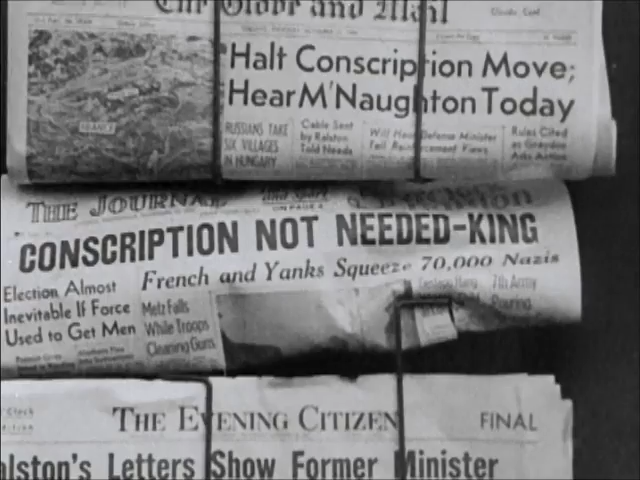 The Globe and Mail
Halt Conscription Move;
Hear M'Naughton Today
FRANCE
RUSSIANS TAKE
SIX VILLAGES
IN HUNGARY
Cable Sent
by Ralston
Told Needs
Will Hear Defense Minister
Tell Reinforcement Views
Rules Cited
as Graydon
Asks Action
THE JOURNAL
CONSCRIPTION NOT NEEDED-KING
French and Yanks Squeeze 70,000 Nazis
Election Almost
Inevitable If Force
Used to Get Men
Metz Falls
While Troops
Cleaning Guns
7th Army
Pouring
THE EVENING CITIZEN
FINAL
alston's Letters Show Former Minister